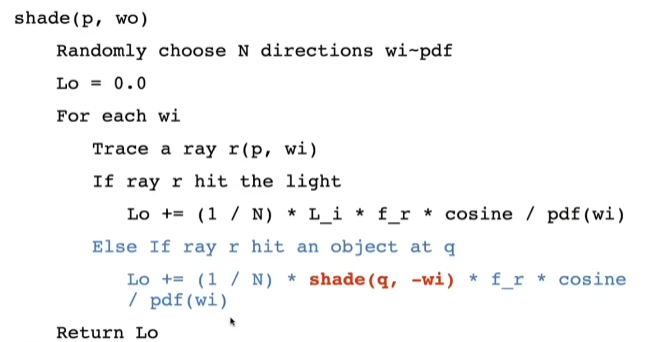 shade(p, wo)
Randomly choose N directions wi~pdf
Lo = 0.0
For each wi
Trace a ray r(p, wi)
If ray r hit the light
Lo += (1 / N) * L_i * f_r * cosine / pdf(wi)
Else If ray r hit an object at q
Lo += (1 / N) * shade(q, -wi) * f_r * cosine
/ pdf(wi)
Return Lo